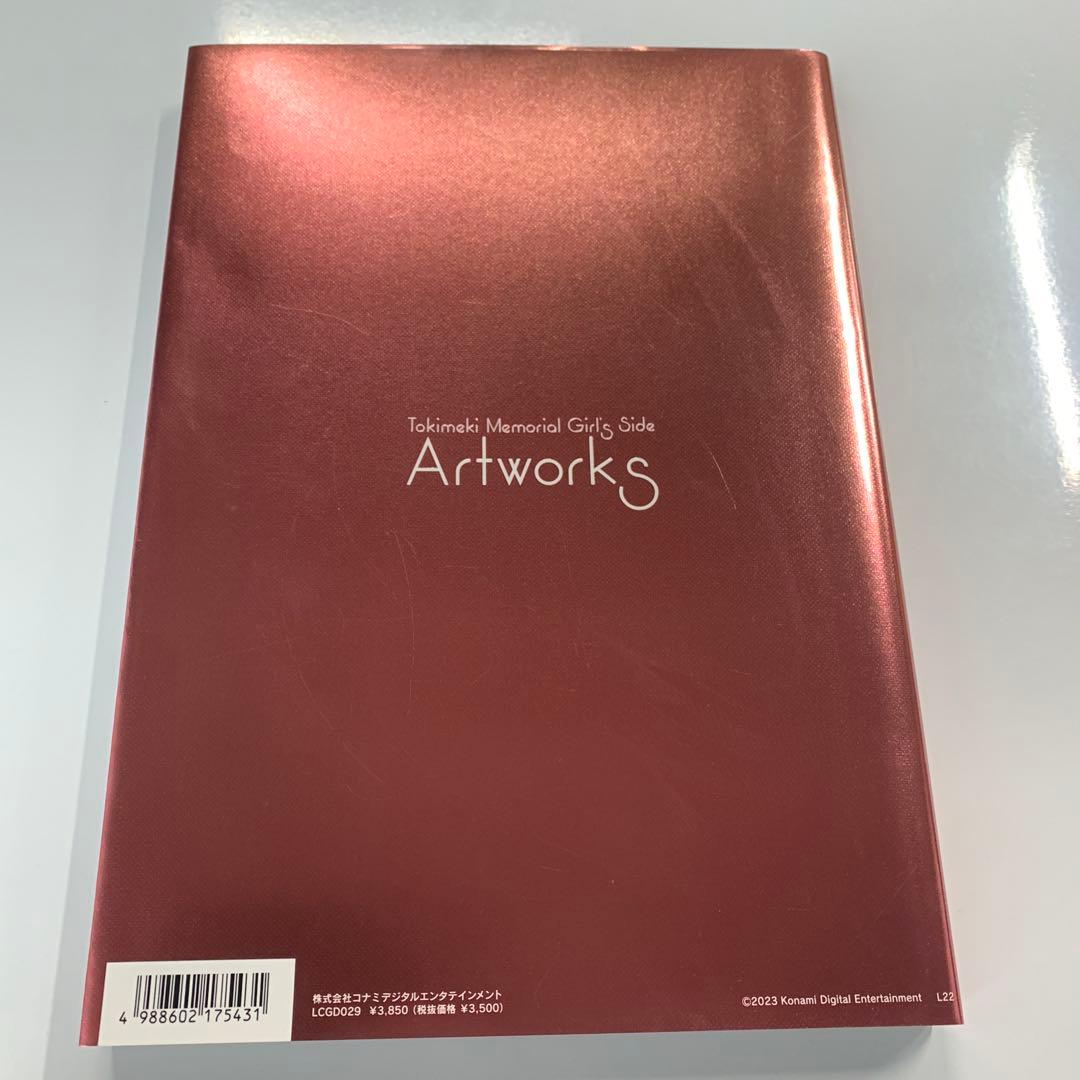 Tokimeki Memorial Girl's Side
Artworks
4 988602 175431
株式会社コナミデジタルエンタテインメント
LCGD029 ¥3,850 (税抜価格 ¥3,500)
©2023 Konami Digital Entertainment L22